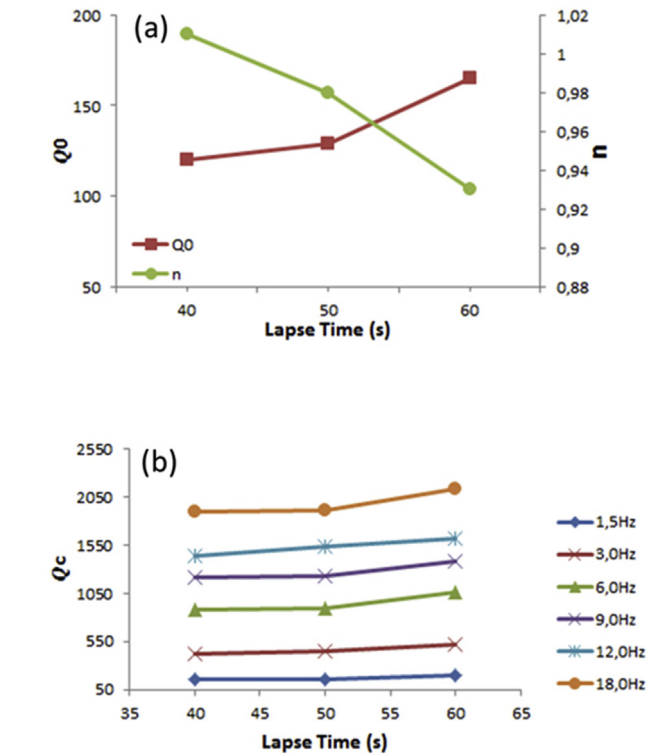 (a)
200 1,02
1
150 0,98
0,96
Q0 n
0,94
100 0,92
Q0 0,9
n
50 0,88
40 50 60
Lapse Time (s)
(b)
2550
2050
1550
Qc
1050
550
50
35 40 45 50 55 60 65
Lapse Time (s)
1,5Hz
3,0Hz
6,0Hz
9,0Hz
12,0Hz
18,0Hz